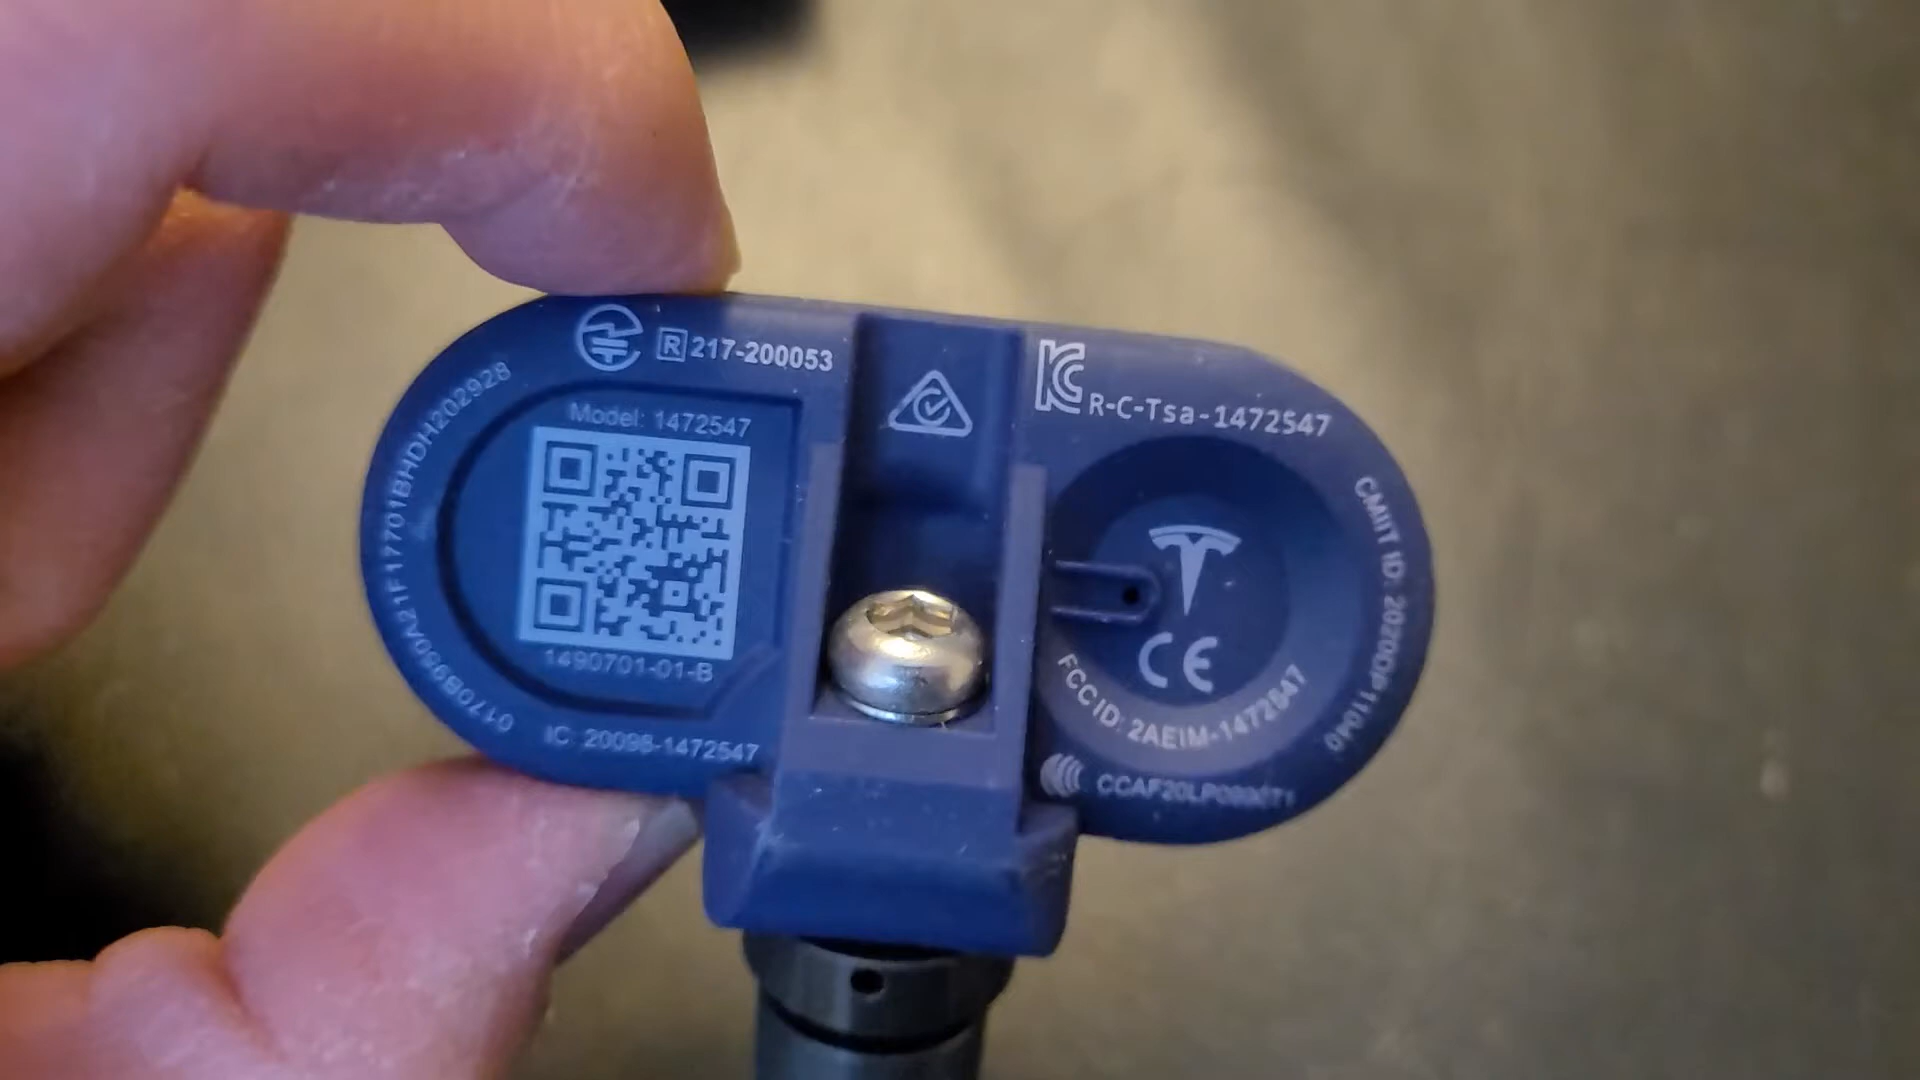 R 217-200053
Model: 1472547
1490701-01-B
IC: 20098-1472547
R-C-Tsa-1472547
CMIIT ID: 2020DP11040
CE
FCC ID: 2AEIM-1472547